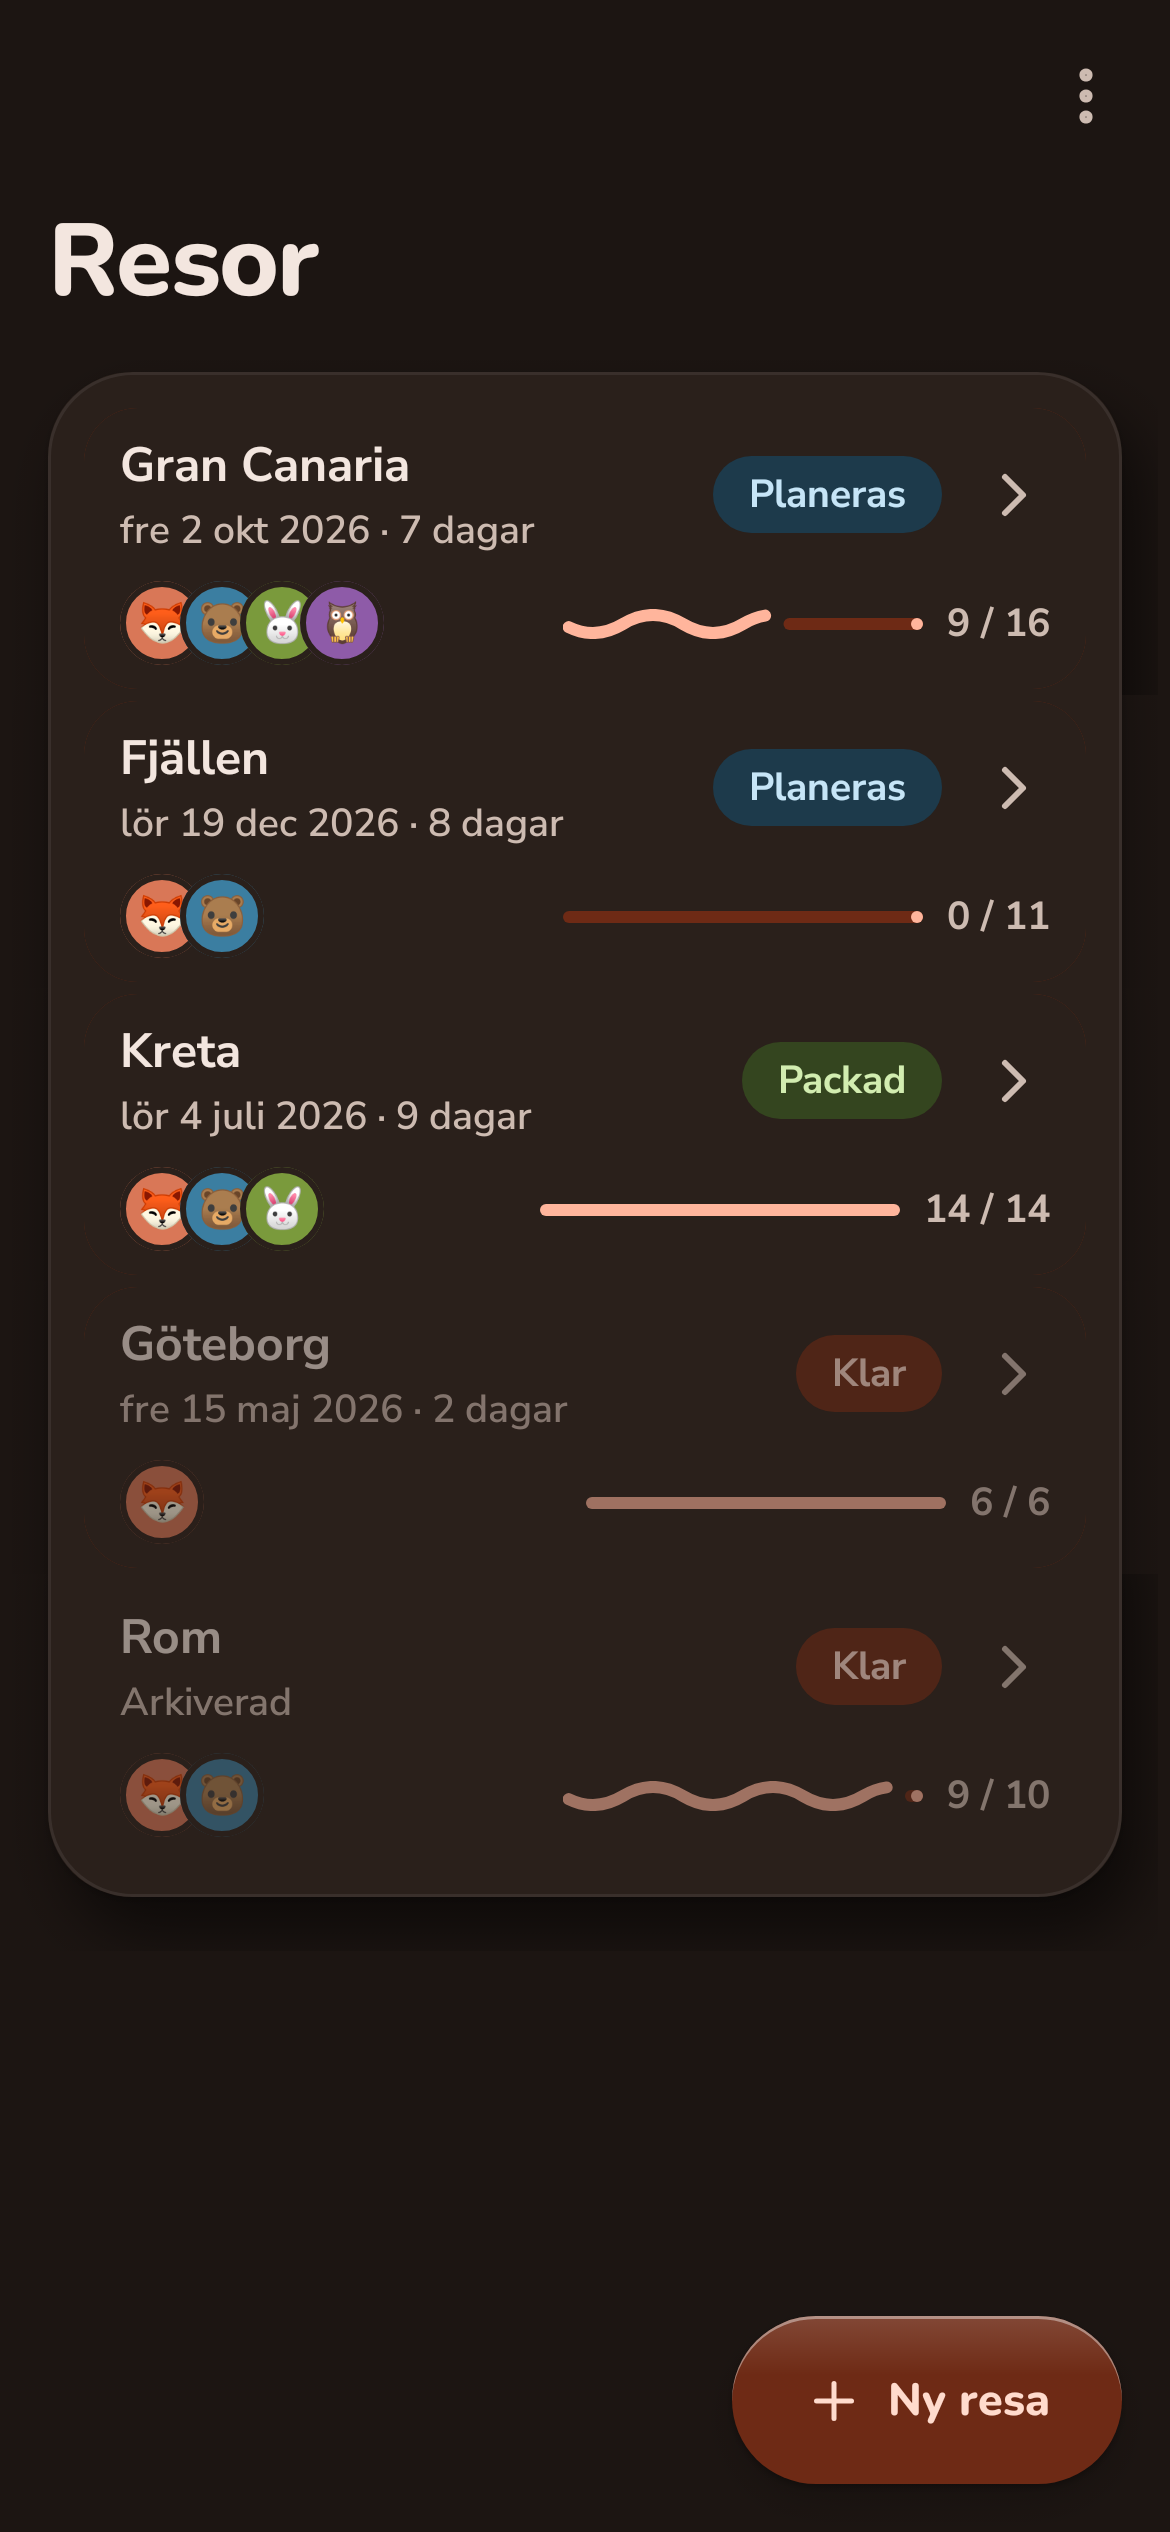 Resor
Gran Canaria
Planeras
fre 2 okt 2026 · 7 dagar
9 / 16
Fjällen
Planeras
lör 19 dec 2026 · 8 dagar
0 / 11
Kreta
Packad
lör 4 juli 2026 · 9 dagar
14 / 14
Göteborg
Klar
fre 15 maj 2026 · 2 dagar
6 / 6
Rom
Klar
Arkiverad
9 / 10
Ny resa